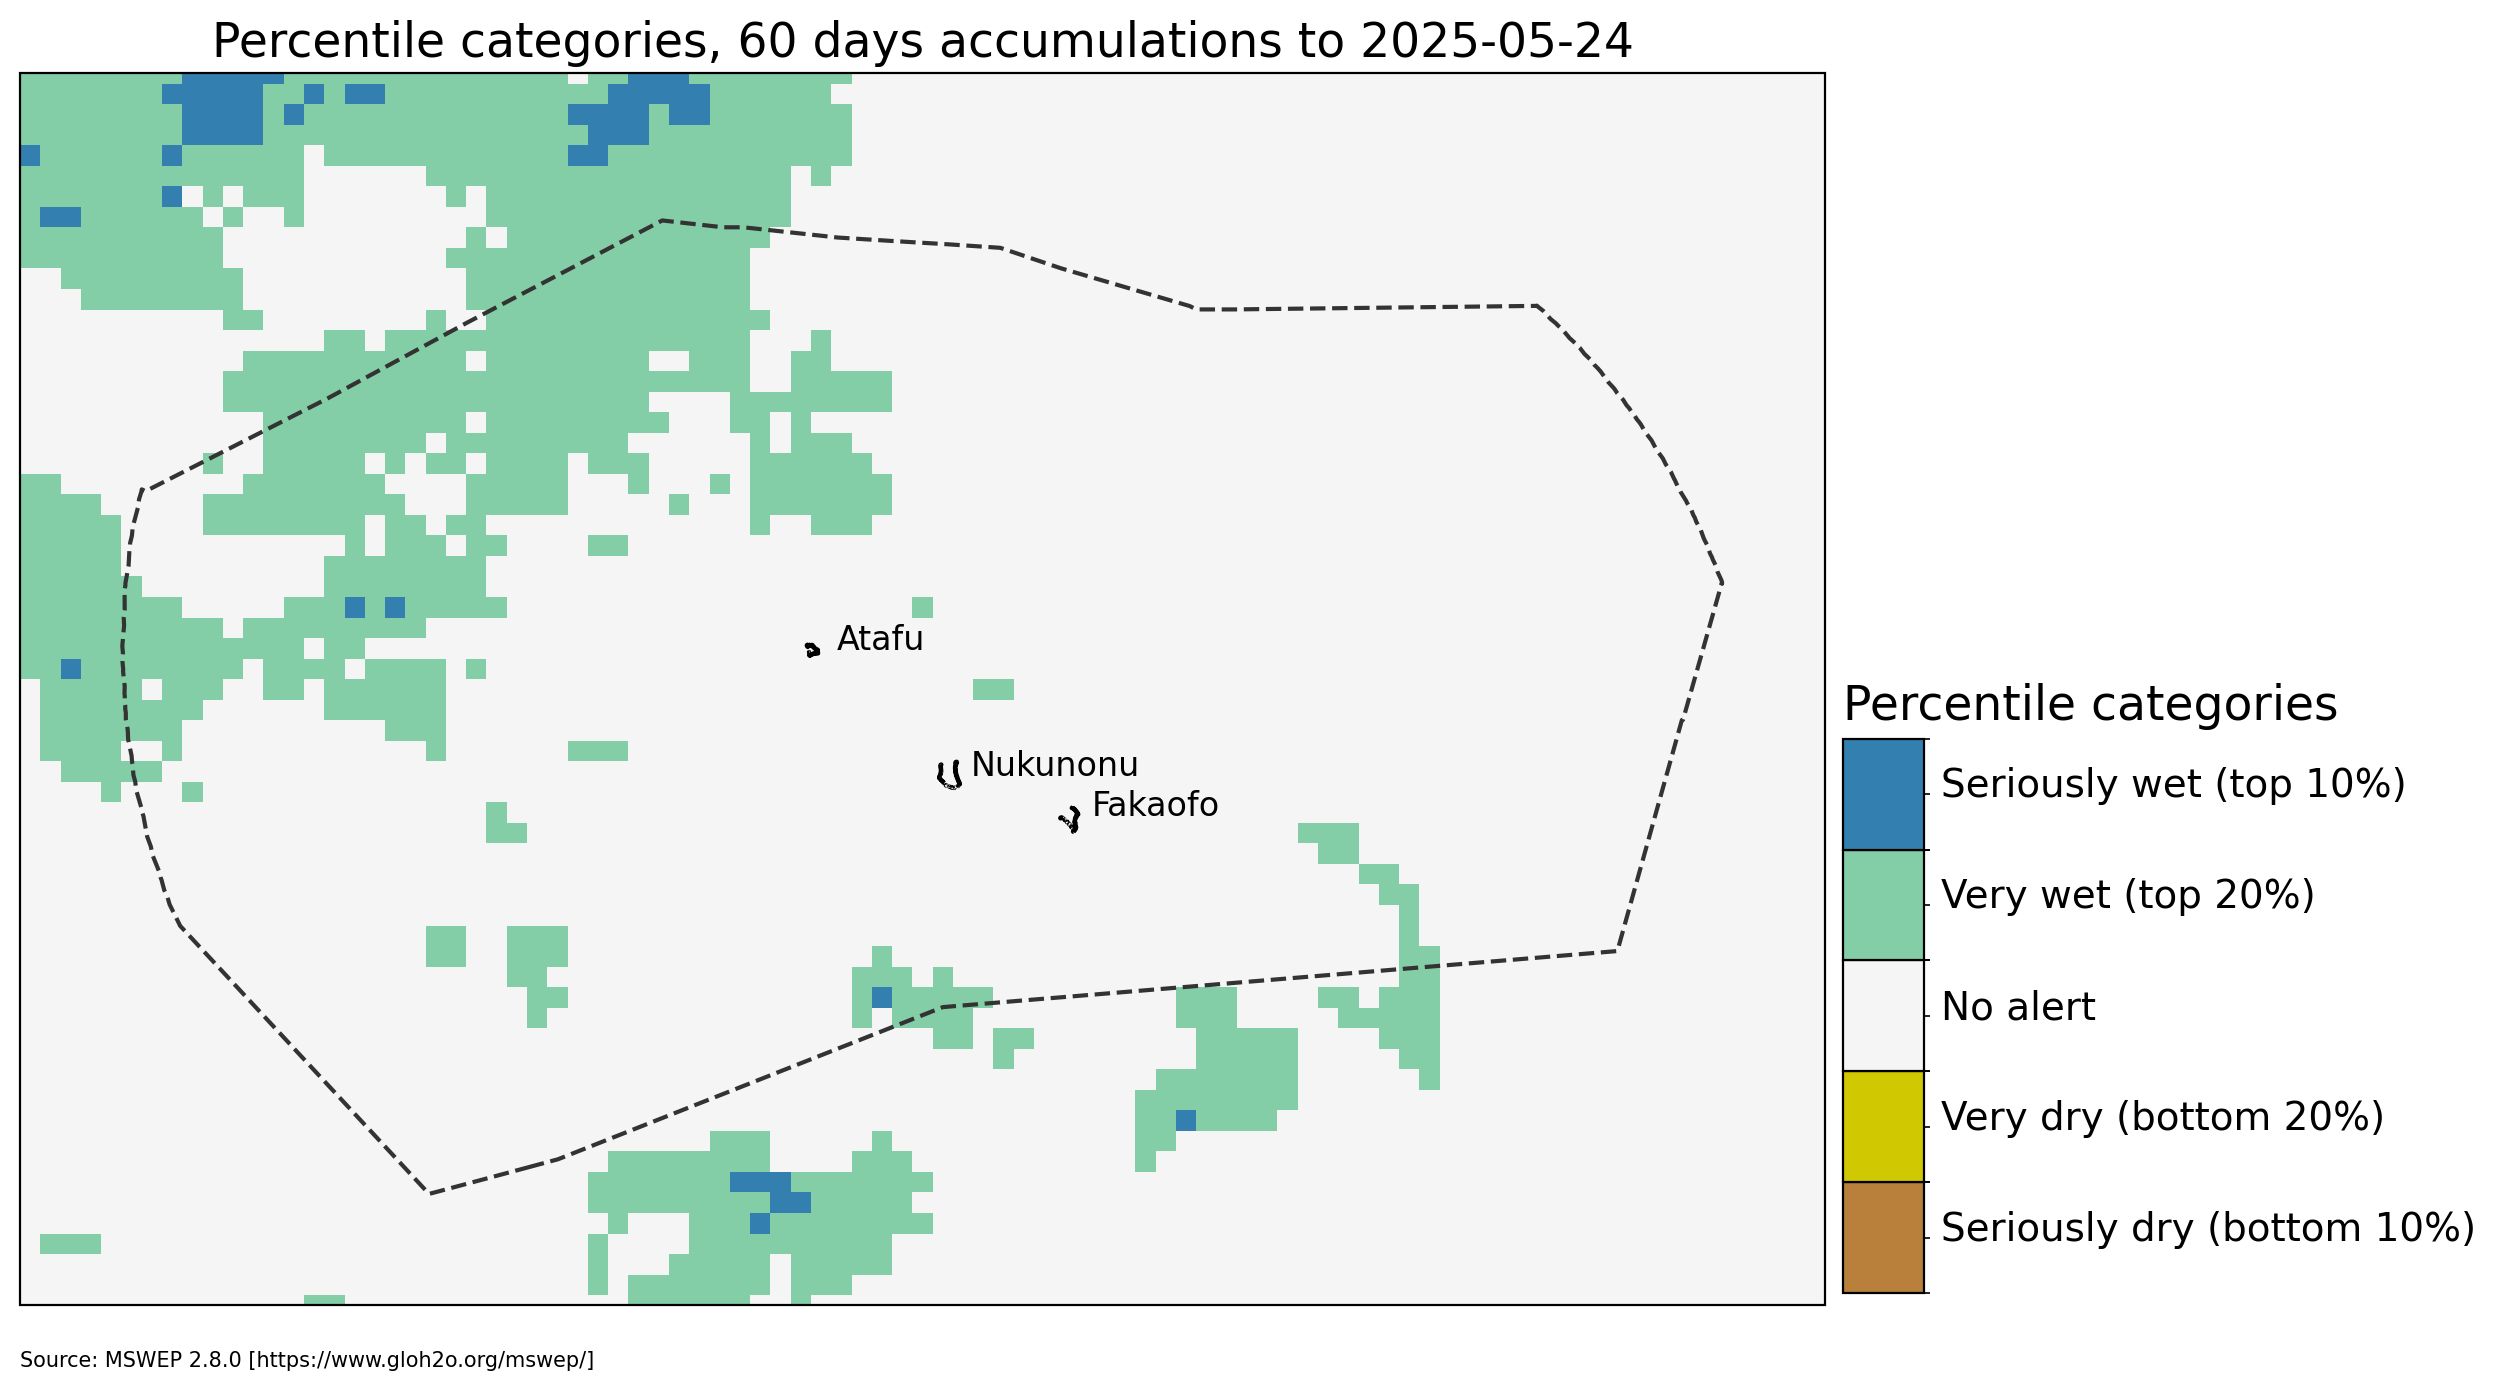 Percentile categories, 60 days accumulations to 2025-05-24
Atafu
Nukunonu
Fakaofo
Percentile categories
Seriously wet (top 10%)
Very wet (top 20%)
No alert
Very dry (bottom 20%)
Seriously dry (bottom 10%)
Source: MSWEP 2.8.0 [https://www.gloh2o.org/mswep/]